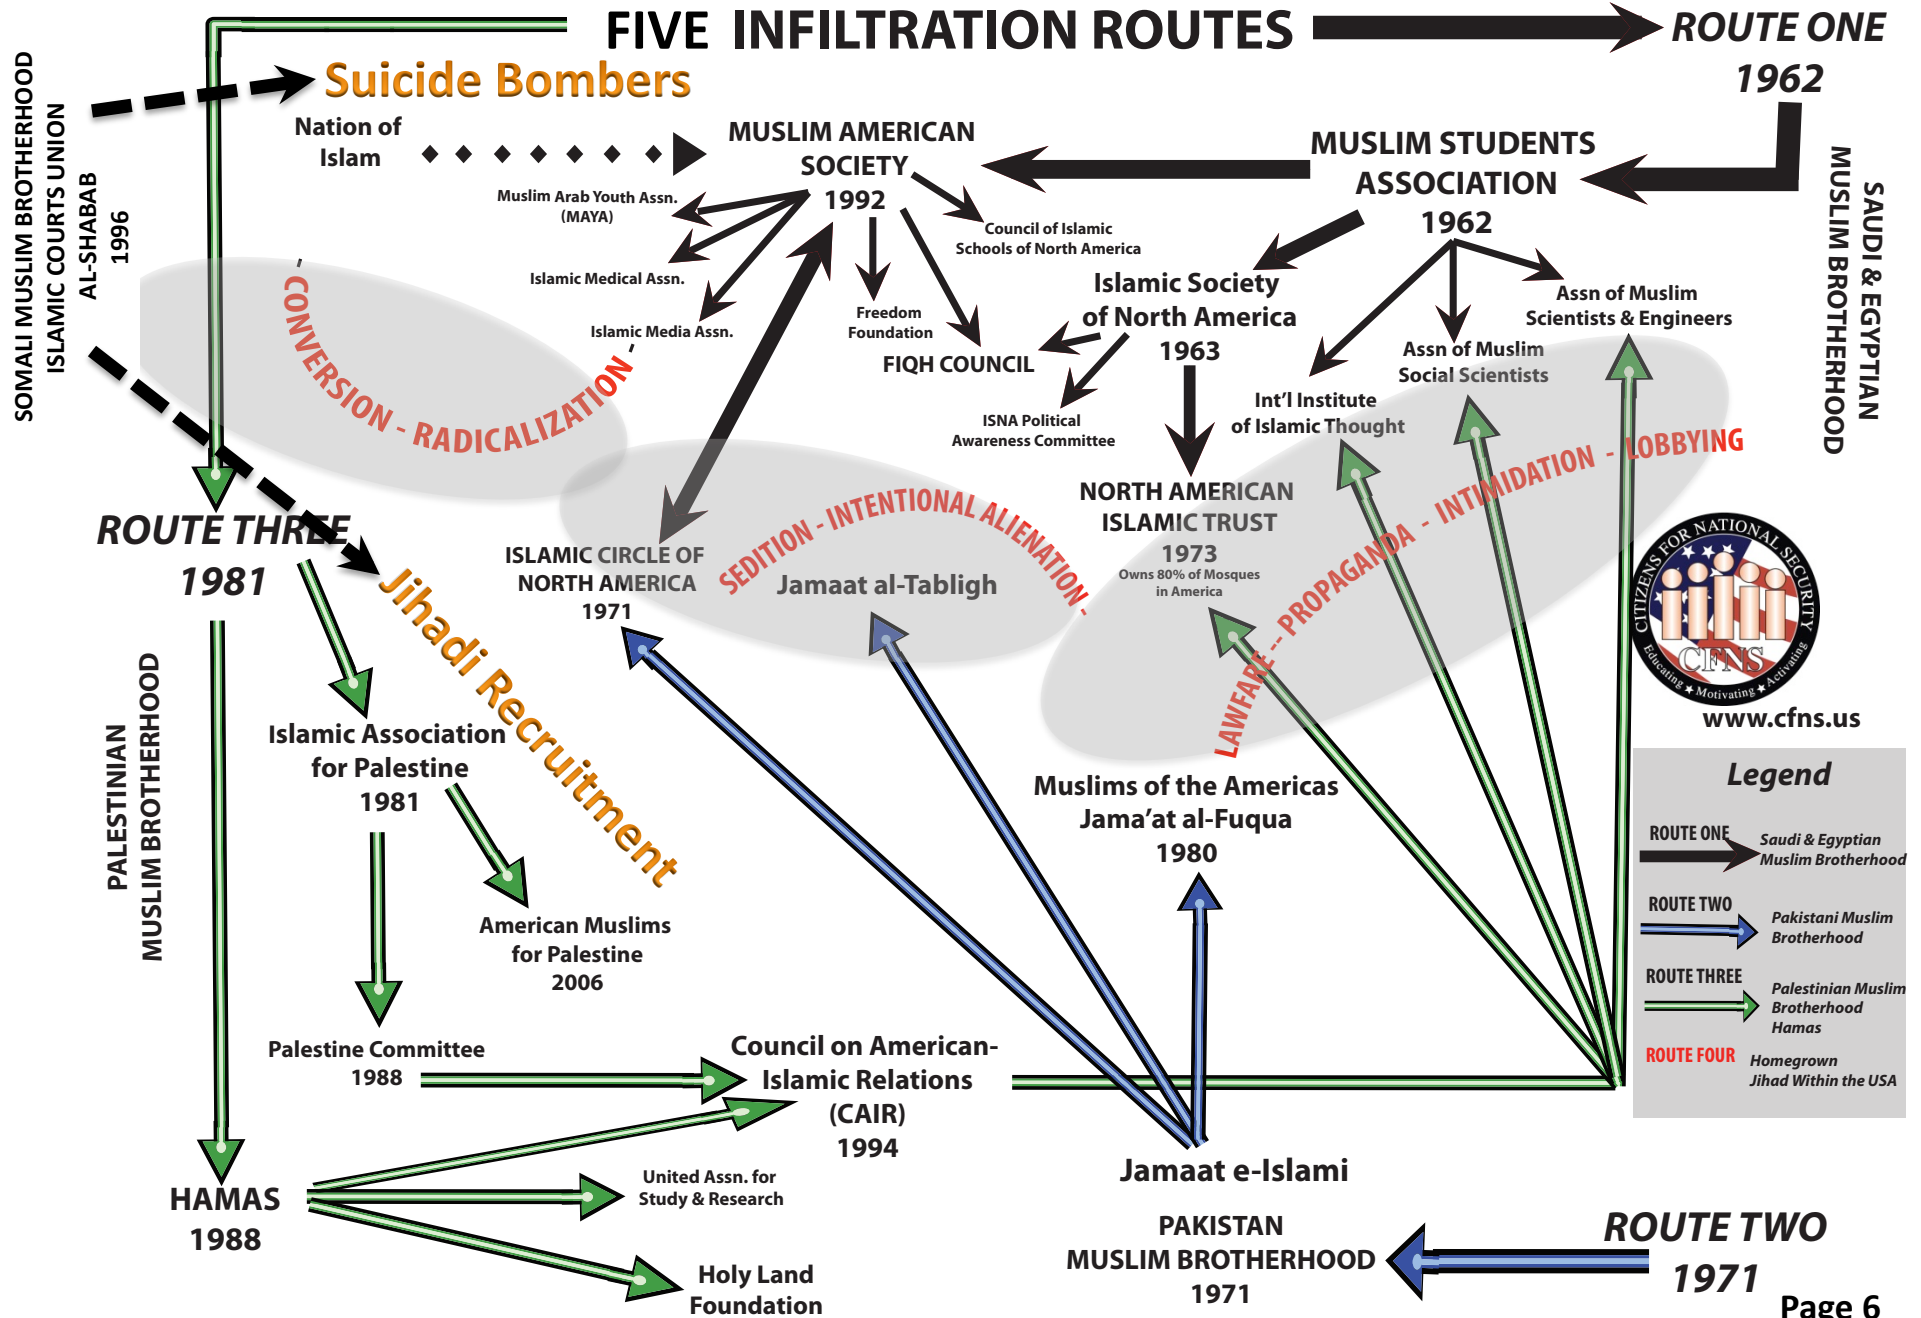 FIVE INFILTRATION ROUTES
ROUTE ONE
1962
SOMALI MUSLIM BROTHERHOOD
ISLAMIC COURTS UNION
AL-SHABAB
1996
Suicide Bombers
Nation of
Islam
MUSLIM AMERICAN
SOCIETY
1992
MUSLIM STUDENTS
ASSOCIATION
1962
SAUDI & EGYPTIAN
MUSLIM BROTHERHOOD
Muslim Arab Youth Assn.
(MAYA)
Islamic Medical Assn.
Islamic Media Assn.
Freedom
Foundation
Council of Islamic
Schools of North America
FIQH COUNCIL
Islamic Society
of North America
1963
ISNA Political
Awareness Committee
Assn of Muslim
Scientists & Engineers
Assn of Muslim
Social Scientists
Int'l Institute
of Islamic Thought
- CONVERSION - RADICALIZATION -
SEDITION - INTENTIONAL ALIENATION -
LAWFARE -- PROPAGANDA - INTIMIDATION - LOBBYING
NORTH AMERICAN
ISLAMIC TRUST
1973
Owns 80% of Mosques
in America
ROUTE THREE
1981
ISLAMIC CIRCLE OF
NORTH AMERICA
1971
Jamaat al-Tabligh
Jihadi Recruitment
CITIZENS FOR NATIONAL SECURITY
CFNS
Educating ★ Motivating ★ Activating
www.cfns.us
PALESTINIAN
MUSLIM BROTHERHOOD
Islamic Association
for Palestine
1981
Muslims of the Americas
Jama'at al-Fuqua
1980
American Muslims
for Palestine
2006
Palestine Committee
1988
Council on American-
Islamic Relations
(CAIR)
1994
HAMAS
1988
United Assn. for
Study & Research
Holy Land
Foundation
Jamaat e-Islami
PAKISTAN
MUSLIM BROTHERHOOD
1971
ROUTE TWO
1971
Legend
ROUTE ONE
Saudi & Egyptian
Muslim Brotherhood
ROUTE TWO
Pakistani Muslim
Brotherhood
ROUTE THREE
Palestinian Muslim
Brotherhood
Hamas
ROUTE FOUR
Homegrown
Jihad Within the USA
Page 6